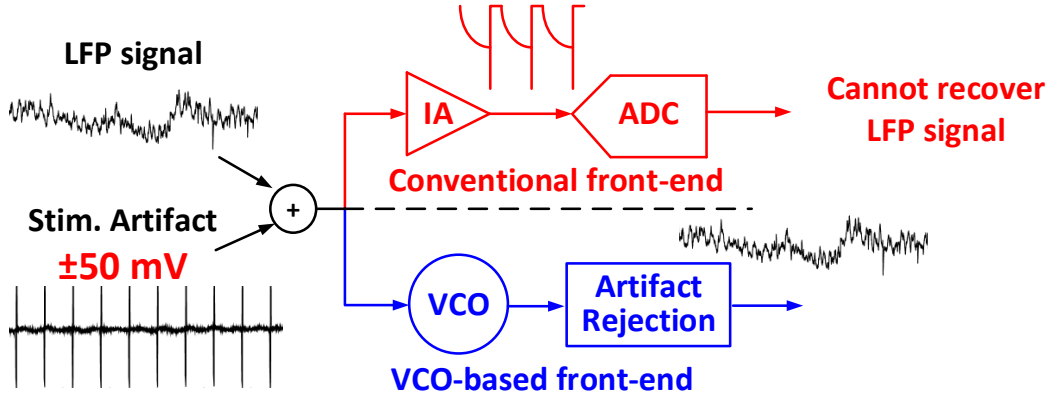 LFP signal
Stim. Artifact
±50 mV
+
IA
ADC
Cannot recover
LFP signal
Conventional front-end
VCO
Artifact
Rejection
VCO-based front-end